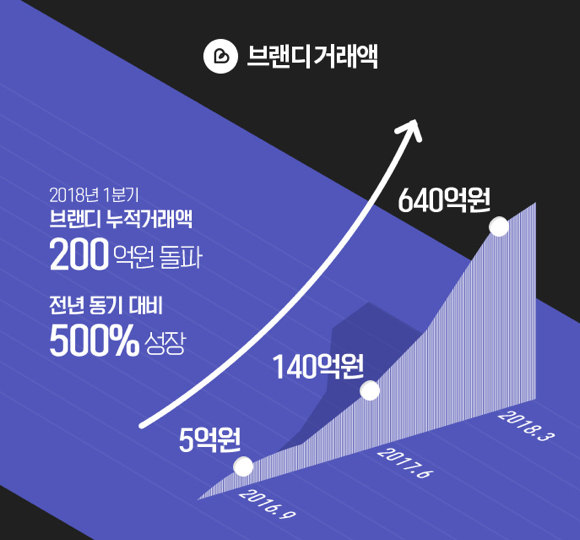 브랜디 거래액
2018년 1분기
브랜디 누적거래액
200 억원 돌파
전년 동기 대비
500% 성장
640억원
140억원
5억원
2018.3
2017.6
2016.9